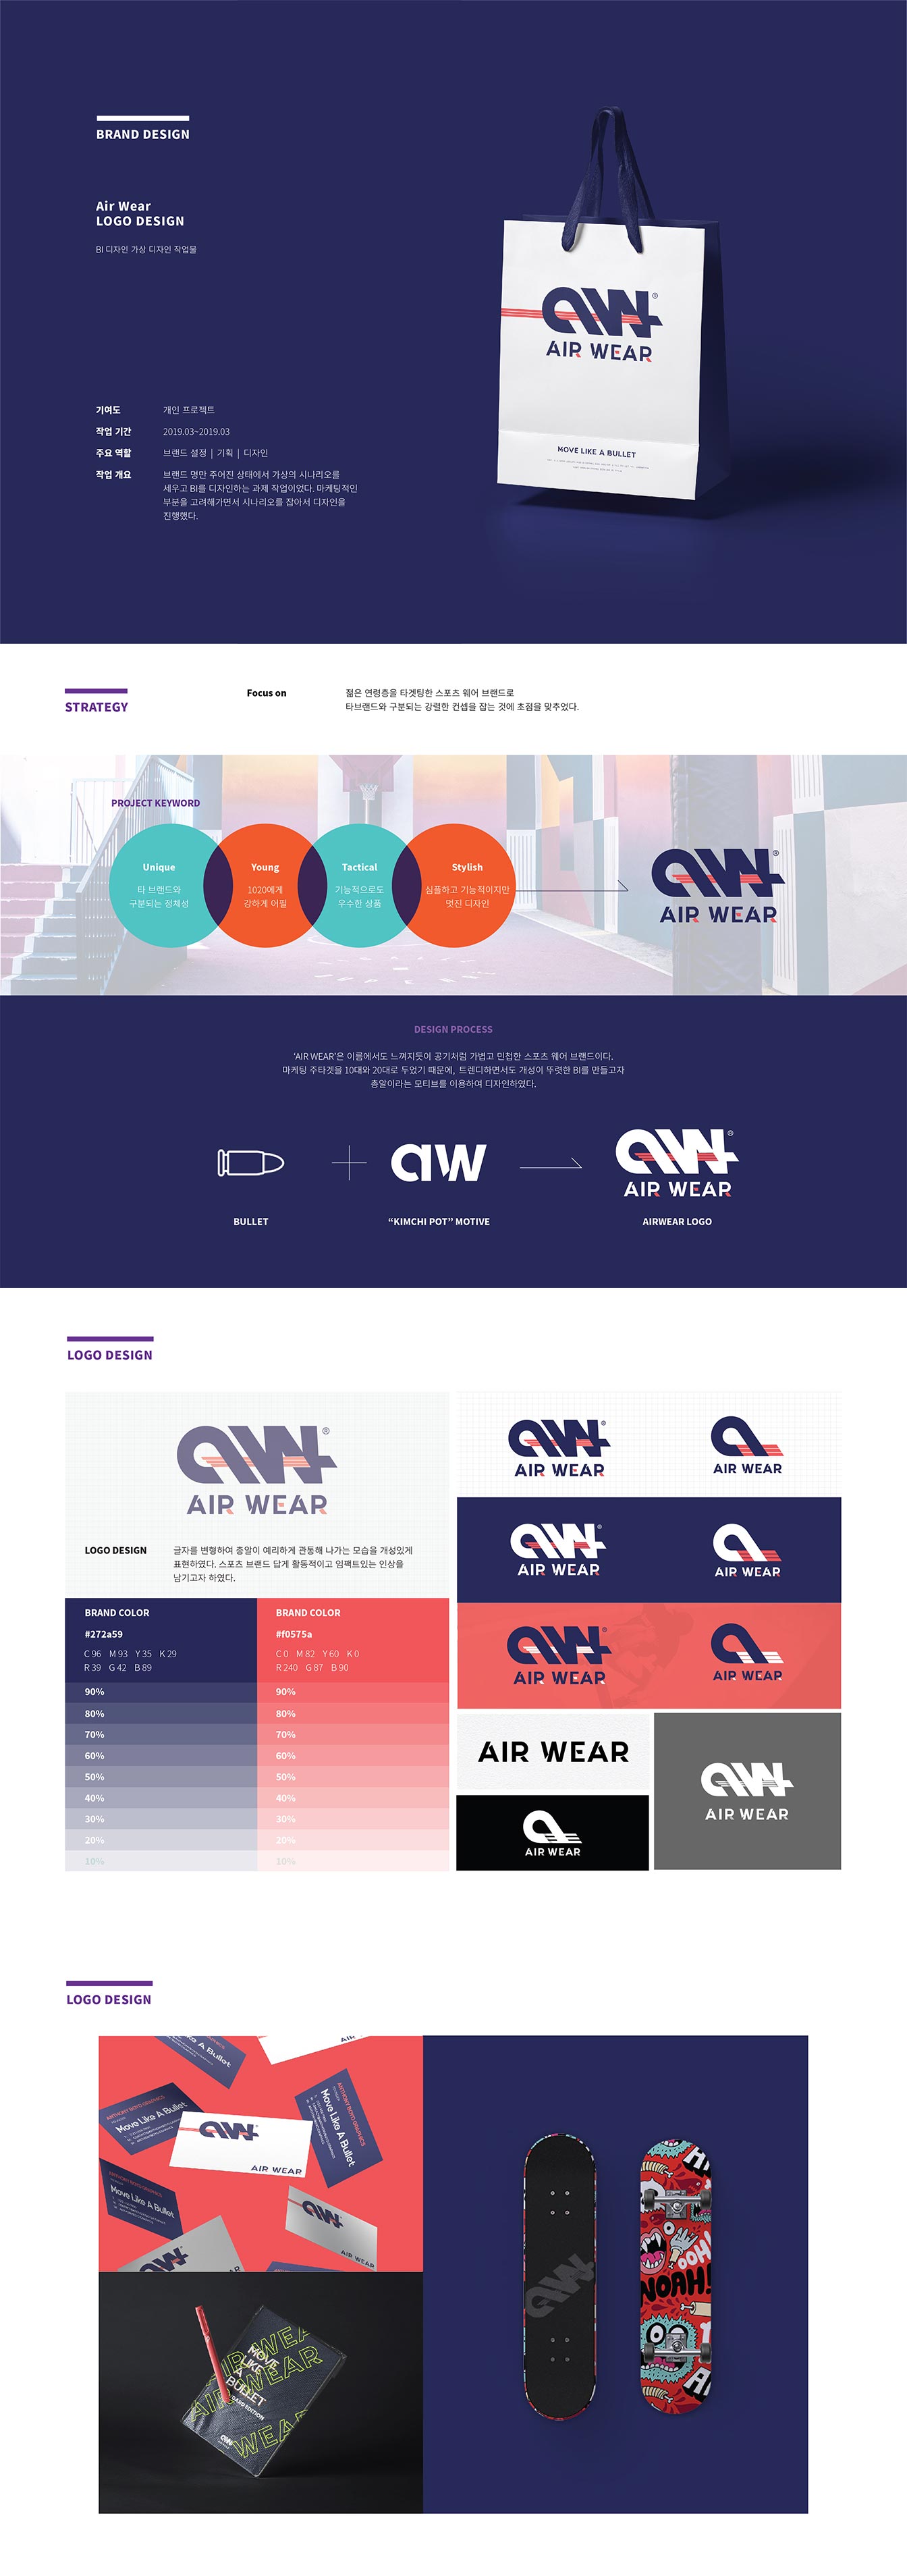 BRAND DESIGN
Air Wear
LOGO DESIGN
BI 디자인 가상 디자인 작업물
기여도 개인 프로젝트
작업 기간 2019.03~2019.03
주요 역할 브랜드 설정 | 기획 | 디자인
작업 개요 브랜드 명만 주어진 상태에서 가상의 시나리오를
세우고 BI를 디자인하는 과제 작업이었다. 마케팅적인
부분을 고려해가면서 시나리오를 잡아서 디자인을
진행했다.
aw ®
AIR WEAR
MOVE LIKE A BULLET
STRATEGY
Focus on
젊은 연령층을 타겟팅한 스포츠 웨어 브랜드로
타브랜드와 구분되는 강렬한 컨셉을 잡는 것에 초점을 맞추었다.
PROJECT KEYWORD
Unique
타 브랜드와
구분되는 정체성
Young
1020에게
강하게 어필
Tactical
기능적으로도
우수한 상품
Stylish
심플하고 기능적이지만
멋진 디자인
aw ®
AIR WEAR
DESIGN PROCESS
'AIR WEAR'은 이름에서도 느껴지듯이 공기처럼 가볍고 민첩한 스포츠 웨어 브랜드이다.
마케팅 주타겟을 10대와 20대로 두었기 때문에, 트렌디하면서도 개성이 뚜렷한 BI를 만들고자
총알이라는 모티브를 이용하여 디자인하였다.
aw
aw ®
AIR WEAR
BULLET
“KIMCHI POT” MOTIVE
AIRWEAR LOGO
LOGO DESIGN
aw ®
AIR WEAR
LOGO DESIGN
글자를 변형하여 총알이 예리하게 관통해 나가는 모습을 개성있게
표현하였다. 스포츠 브랜드 답게 활동적이고 임팩트있는 인상을
남기고자 하였다.
BRAND COLOR
#272a59
C 96 M 93 Y 35 K 29
R 39 G 42 B 89
90%
80%
70%
60%
50%
40%
30%
20%
10%
BRAND COLOR
#f0575a
C 0 M 82 Y 60 K 0
R 240 G 87 B 90
90%
80%
70%
60%
50%
40%
30%
20%
10%
aw ®
AIR WEAR
a
AIR WEAR
aw ®
AIR WEAR
a
AIR WEAR
aw ®
AIR WEAR
a
AIR WEAR
AIR WEAR
a
AIR WEAR
aw
AIR WEAR
LOGO DESIGN
Move Like A Bullet
aw
AIR WEAR
Move Like A Bullet
Move Like A Bullet
aw
AIR WEAR
AIRWEAR
MOVE
LIKE
A
BULLET
WEAR
aw
OOH!
NOAH!